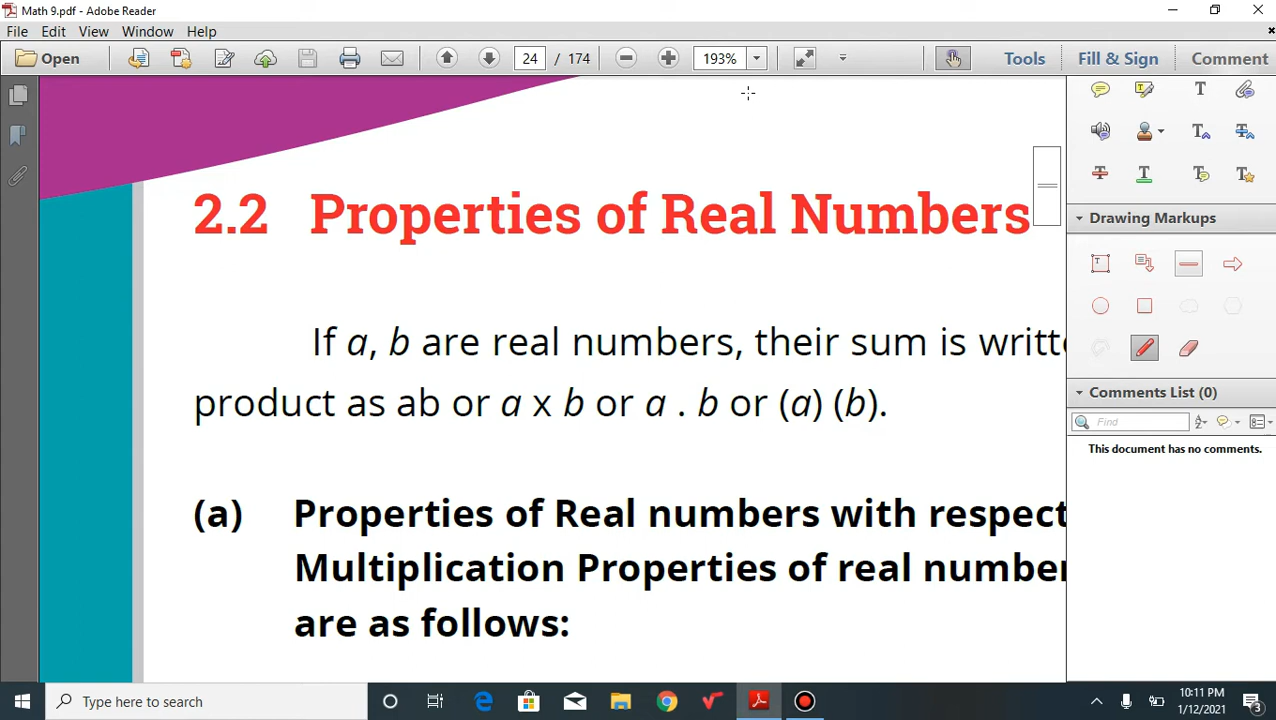 Math 9.pdf - Adobe Reader
File Edit View Window Help
Open 24 / 174 193% Tools Fill & Sign Comment
2.2 Properties of Real Numbers
If a, b are real numbers, their sum is
product as ab or a x b or a . b or (a) (b).
(a) Properties of Real numbers with respect
Multiplication Properties of real
are as follows:
Drawing Markups
Comments List (0)
Find
This document has no comments.
Type here to search
10:11 PM
1/12/2021
3